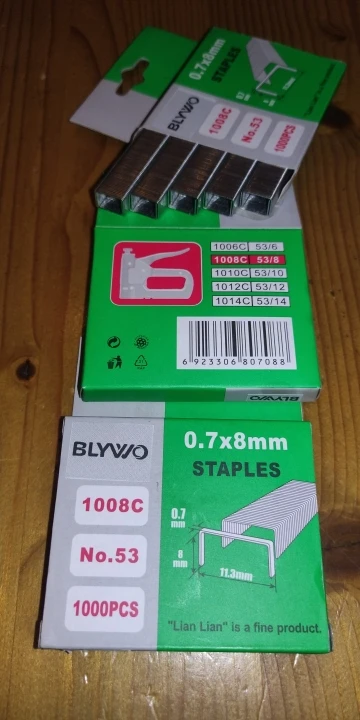 0.7x8mm
STAPLES
BLYWO
1008C
No.53
1000PCS
1006C 53/6
1008C 53/8
1010C 53/10
1012C 53/12
1014C 53/14
6 923306 807088
BLYWO
BLYWO
0.7x8mm
STAPLES
1008C
No.53
1000PCS
0.7
mm
8
mm
11.3mm
"Lian Lian" is a fine product.